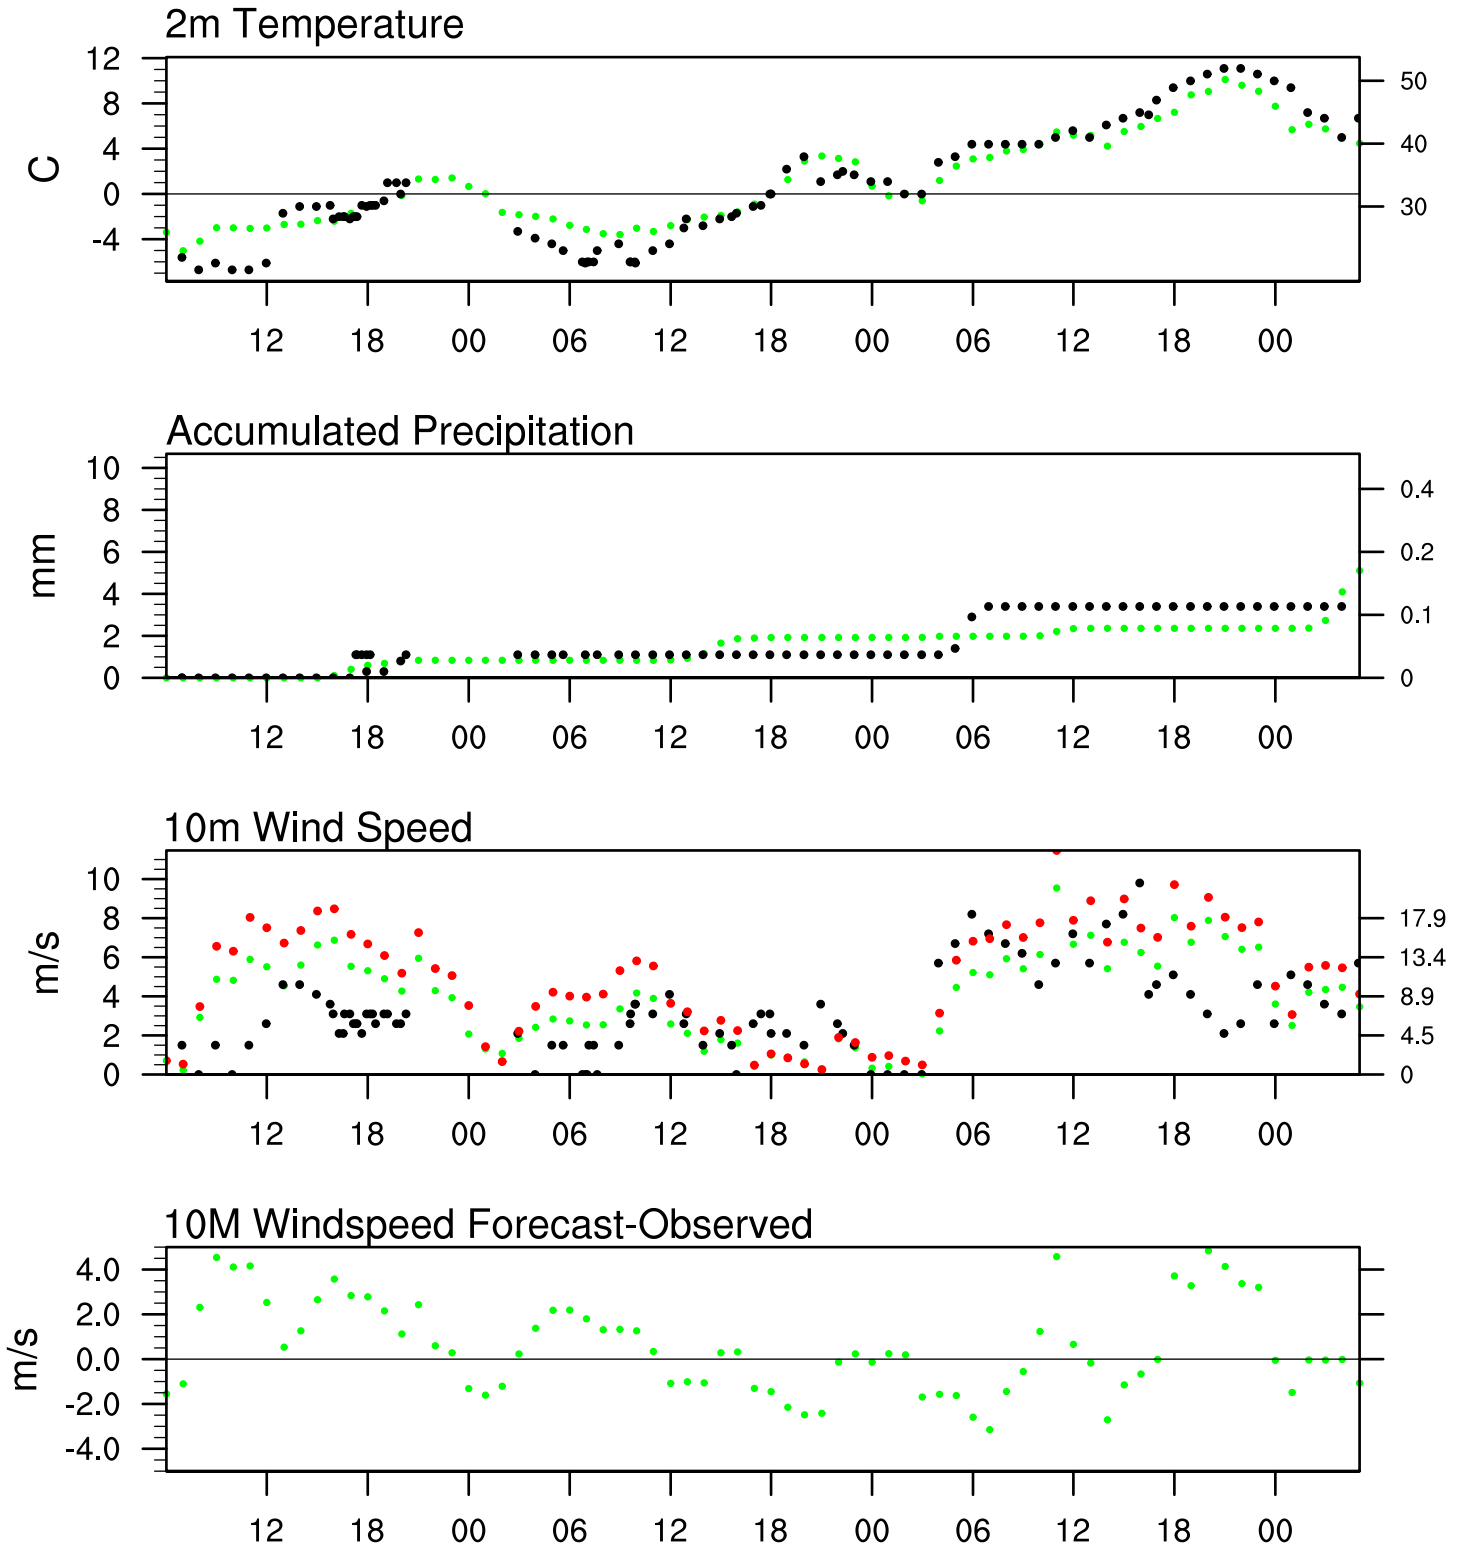 2m Temperature
12
8
4
0
-4
C
50
40
30
12 18 00 06 12 18 00 06 12 18 00
Accumulated Precipitation
10
8
6
4
2
0
mm
0.4
0.2
0.1
0
12 18 00 06 12 18 00 06 12 18 00
10m Wind Speed
10
8
6
4
2
0
m/s
17.9
13.4
8.9
4.5
0
12 18 00 06 12 18 00 06 12 18 00
10M Windspeed Forecast-Observed
4.0
2.0
0.0
-2.0
-4.0
m/s
12 18 00 06 12 18 00 06 12 18 00